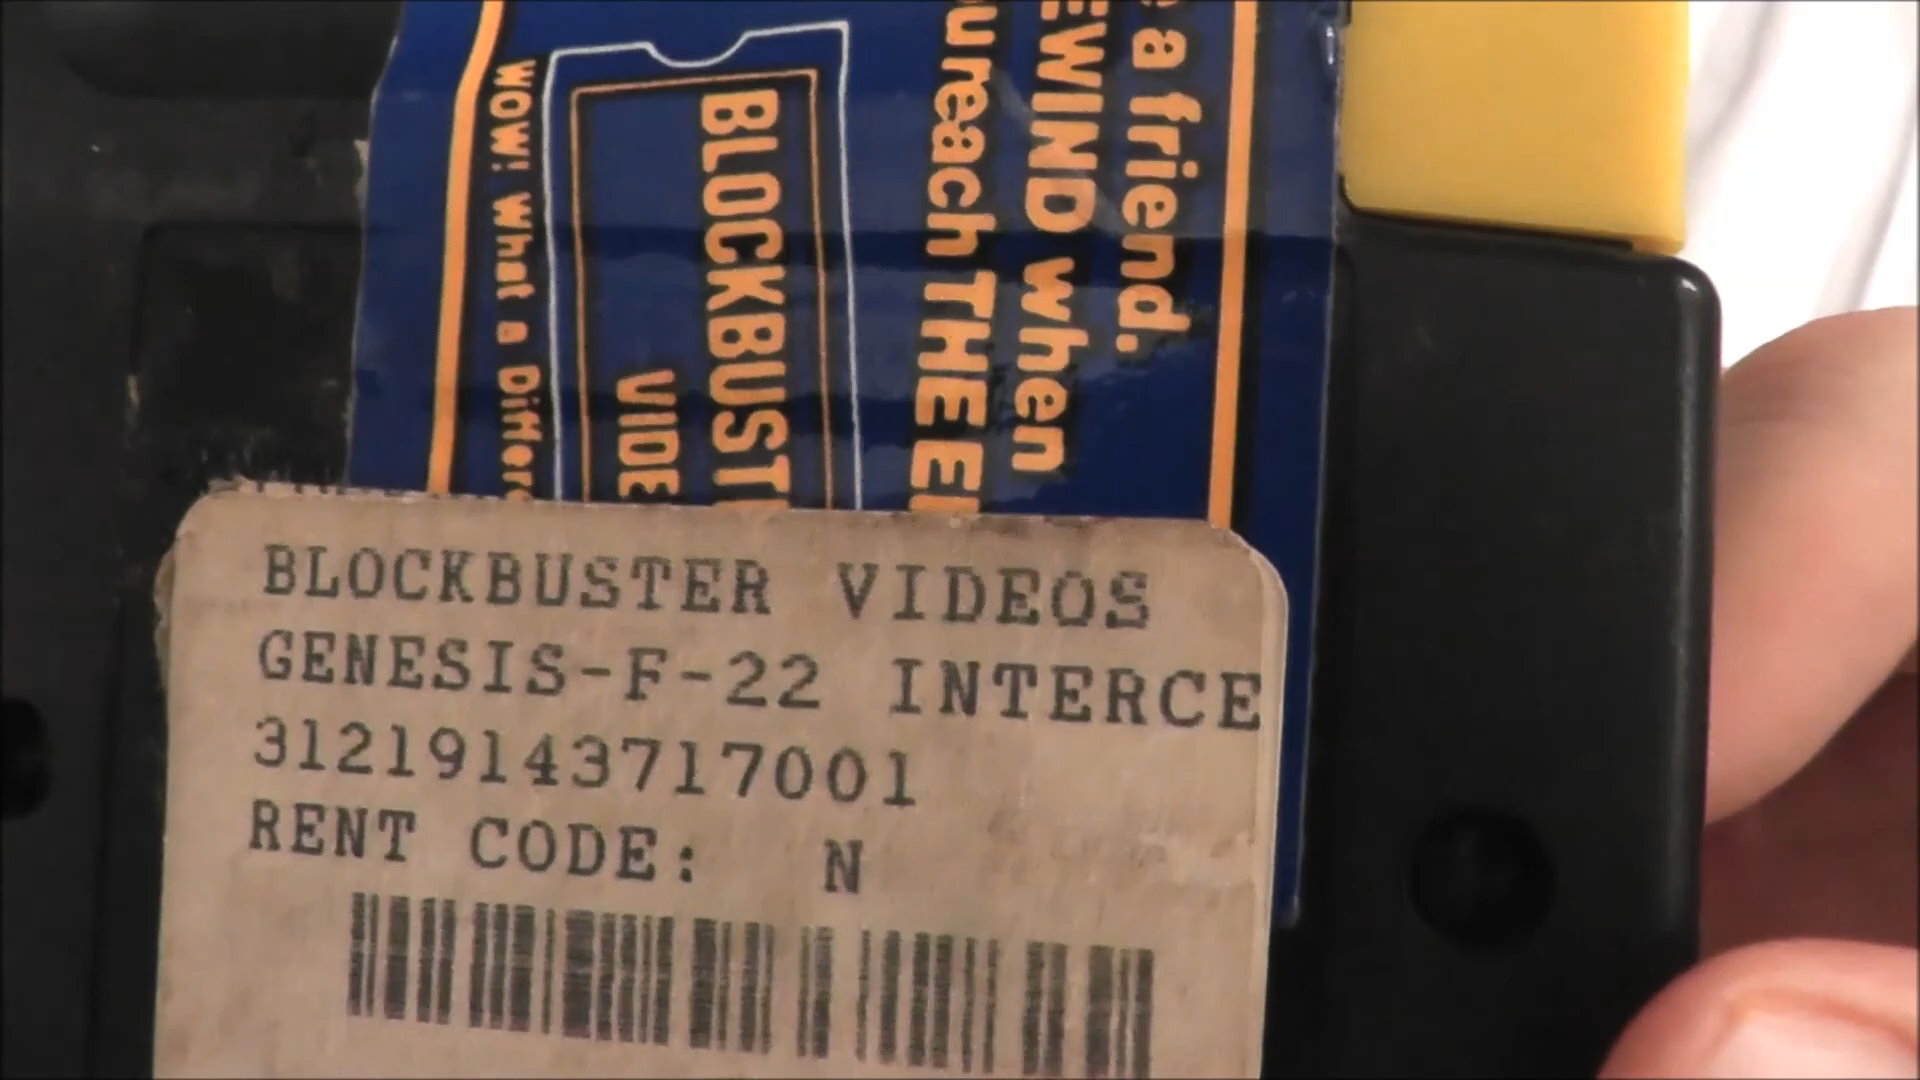 a friend.
EWIND when
u reach THE E
BLOCKBUST
VIDE
WOW! What a Differ
BLOCKBUSTER VIDEOS
GENESIS-F-22 INTERCE
31219143717001
RENT CODE: N